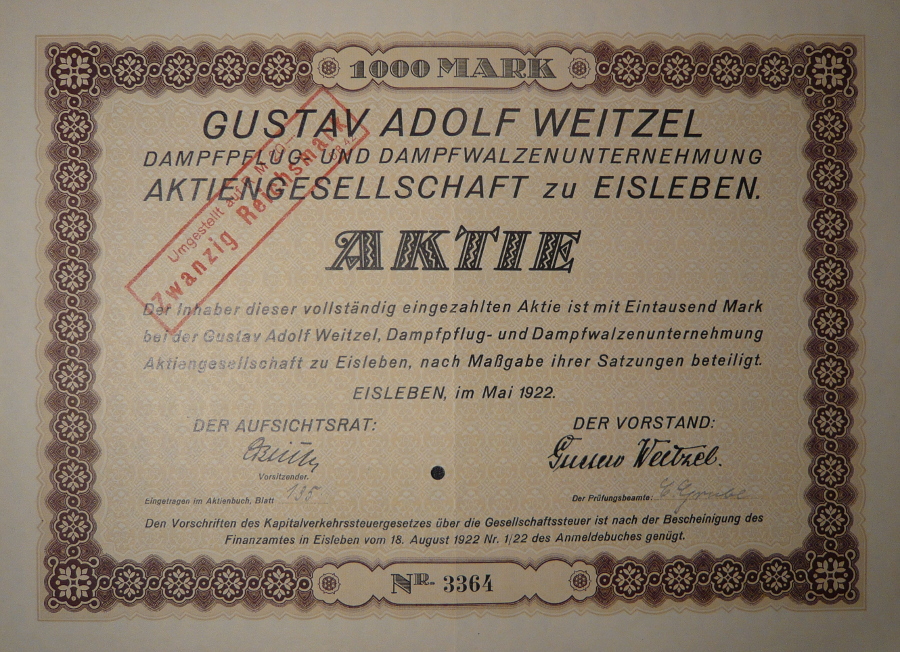 1000 MARK
GUSTAV ADOLF WEITZEL
DAMPFPFLUG- UND DAMPFWALZENUNTERNEHMUNG
AKTIENGESELLSCHAFT zu EISLEBEN.
Umgestellt auf
Zwanzig Reichsmark
AKTIE
Der Inhaber dieser vollständig eingezahlten Aktie ist mit Eintausend Mark
bei der Gustav Adolf Weitzel, Dampfpflug- und Dampfwalzenunternehmung
Aktiengesellschaft zu Eisleben, nach Maßgabe ihrer Satzungen beteiligt.
EISLEBEN, im Mai 1922.
DER AUFSICHTSRAT:
Vorsitzender.
DER VORSTAND:
Gustav Weitzel.
Eingetragen im Aktienbuch, Blatt 135
Der Prüfungsbeamte: Grube
Den Vorschriften des Kapitalverkehrssteuergesetzes über die Gesellschaftssteuer ist nach der Bescheinigung des
Finanzamtes in Eisleben vom 18. August 1922 Nr. 1/22 des Anmeldebuches genügt.
NR. 3364